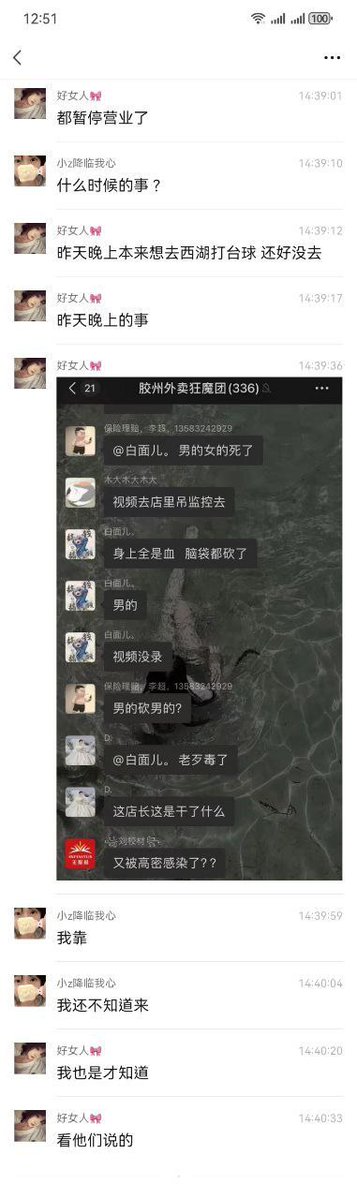 12:51
100
好女人🎀
14:39:01
都暂停营业了
小z降临我心
14:39:10
什么时候的事？
好女人🎀
14:39:12
昨天晚上本来想去西湖打台球 还好没去
好女人🎀
14:39:17
昨天晚上的事
好女人🎀
14:39:36
21
胶州外卖狂魔团(336)
保险理赔，李超，13583242929
@白面儿。 男的女的死了
木大木大木大
视频去店里吊监控去
白面儿。
身上全是血 脑袋都砍了
白面儿。
男的
白面儿。
视频没录
保险理赔，李超，13583242929
男的砍男的?
D.
@白面儿。 老歹毒了
D.
这店长这是干了什么
又被高密感染了? ?
小z降临我心
14:39:59
我靠
小z降临我心
14:40:04
我还不知道来
好女人🎀
14:40:20
我也是才知道
好女人🎀
14:40:33
看他们说的